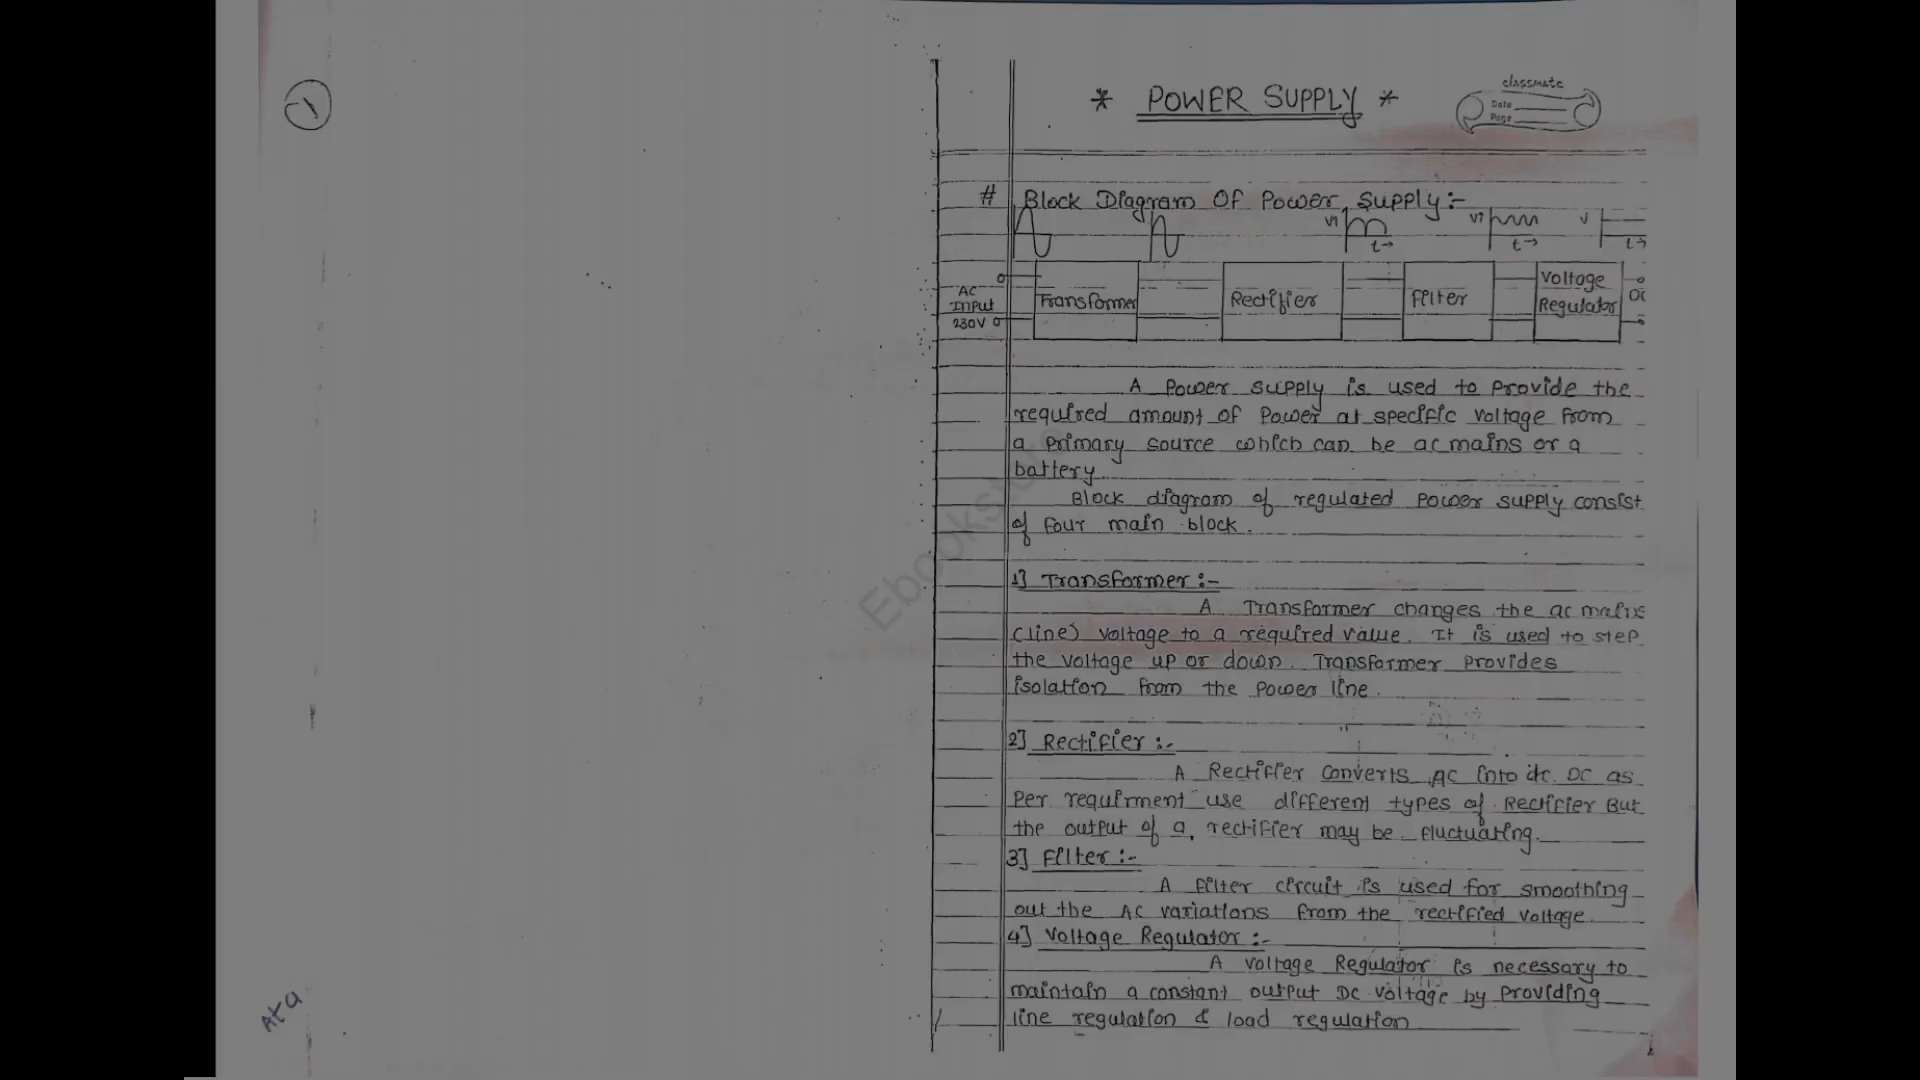 1
* POWER SUPPLY *
classmate
Date
Page
# Block Diagram Of Power Supply:-
V↑ t→ V↑ t→ V t→
AC Input 230V
Transformer
Rectifier
Filter
Voltage Regulator
A Power supply is used to provide the
required amount of Power at specific voltage from
a primary source which can be ac mains or a
battery.
Block diagram of regulated power supply consist
of four main block.
1] Transformer:-
A Transformer changes the ac mains
(line) voltage to a required value. It is used to step
the voltage up or down. Transformer provides
isolation from the power line.
2] Rectifier:-
A Rectifier converts AC into DC as
per requirment use different types of Rectifier But
the output of a rectifier may be fluctuating.
3] Filter:-
A filter circuit is used for smoothing
out the AC variations from the rectified voltage.
4] Voltage Regulator:-
A voltage Regulator is necessary to
maintain a constant output DC voltage by providing
line regulation & load regulation